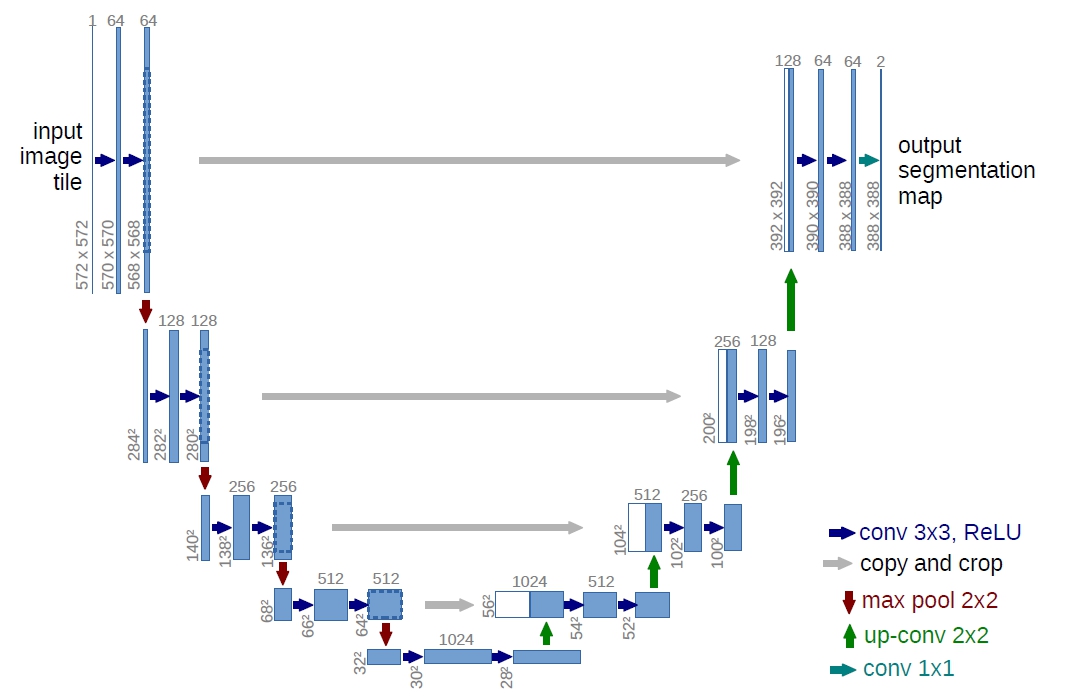 1 64 64
128 64 64 2
input
image
tile
output
segmentation
map
572 x 572
570 x 570
568 x 568
392 x 392
390 x 390
388 x 388
388 x 388
128 128
256 128
284²
282²
280²
200²
198²
196²
256 256
512 256
140²
138²
136²
104²
102²
100²
512 512
1024 512
68²
66²
64²
56²
54²
52²
1024
32²
30²
28²
conv 3x3, ReLU
copy and crop
max pool 2x2
up-conv 2x2
conv 1x1